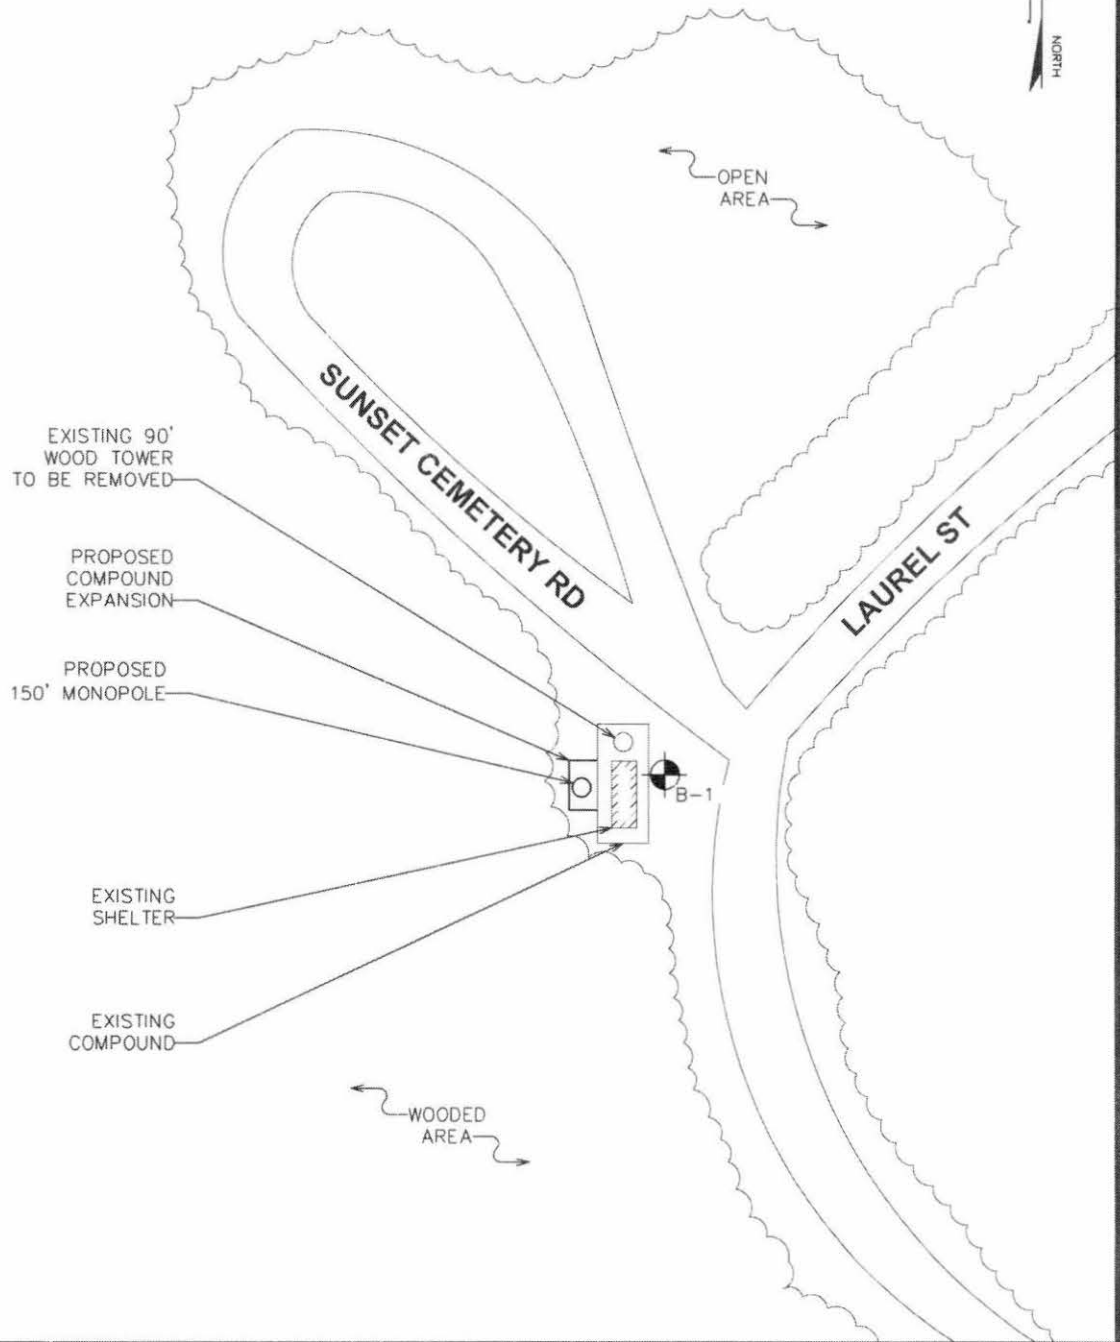 NORTH
OPEN
AREA
SUNSET CEMETERY RD
LAUREL ST
EXISTING 90'
WOOD TOWER
TO BE REMOVED
PROPOSED
COMPOUND
EXPANSION
PROPOSED
150' MONOPOLE
B-1
EXISTING
SHELTER
EXISTING
COMPOUND
WOODED
AREA